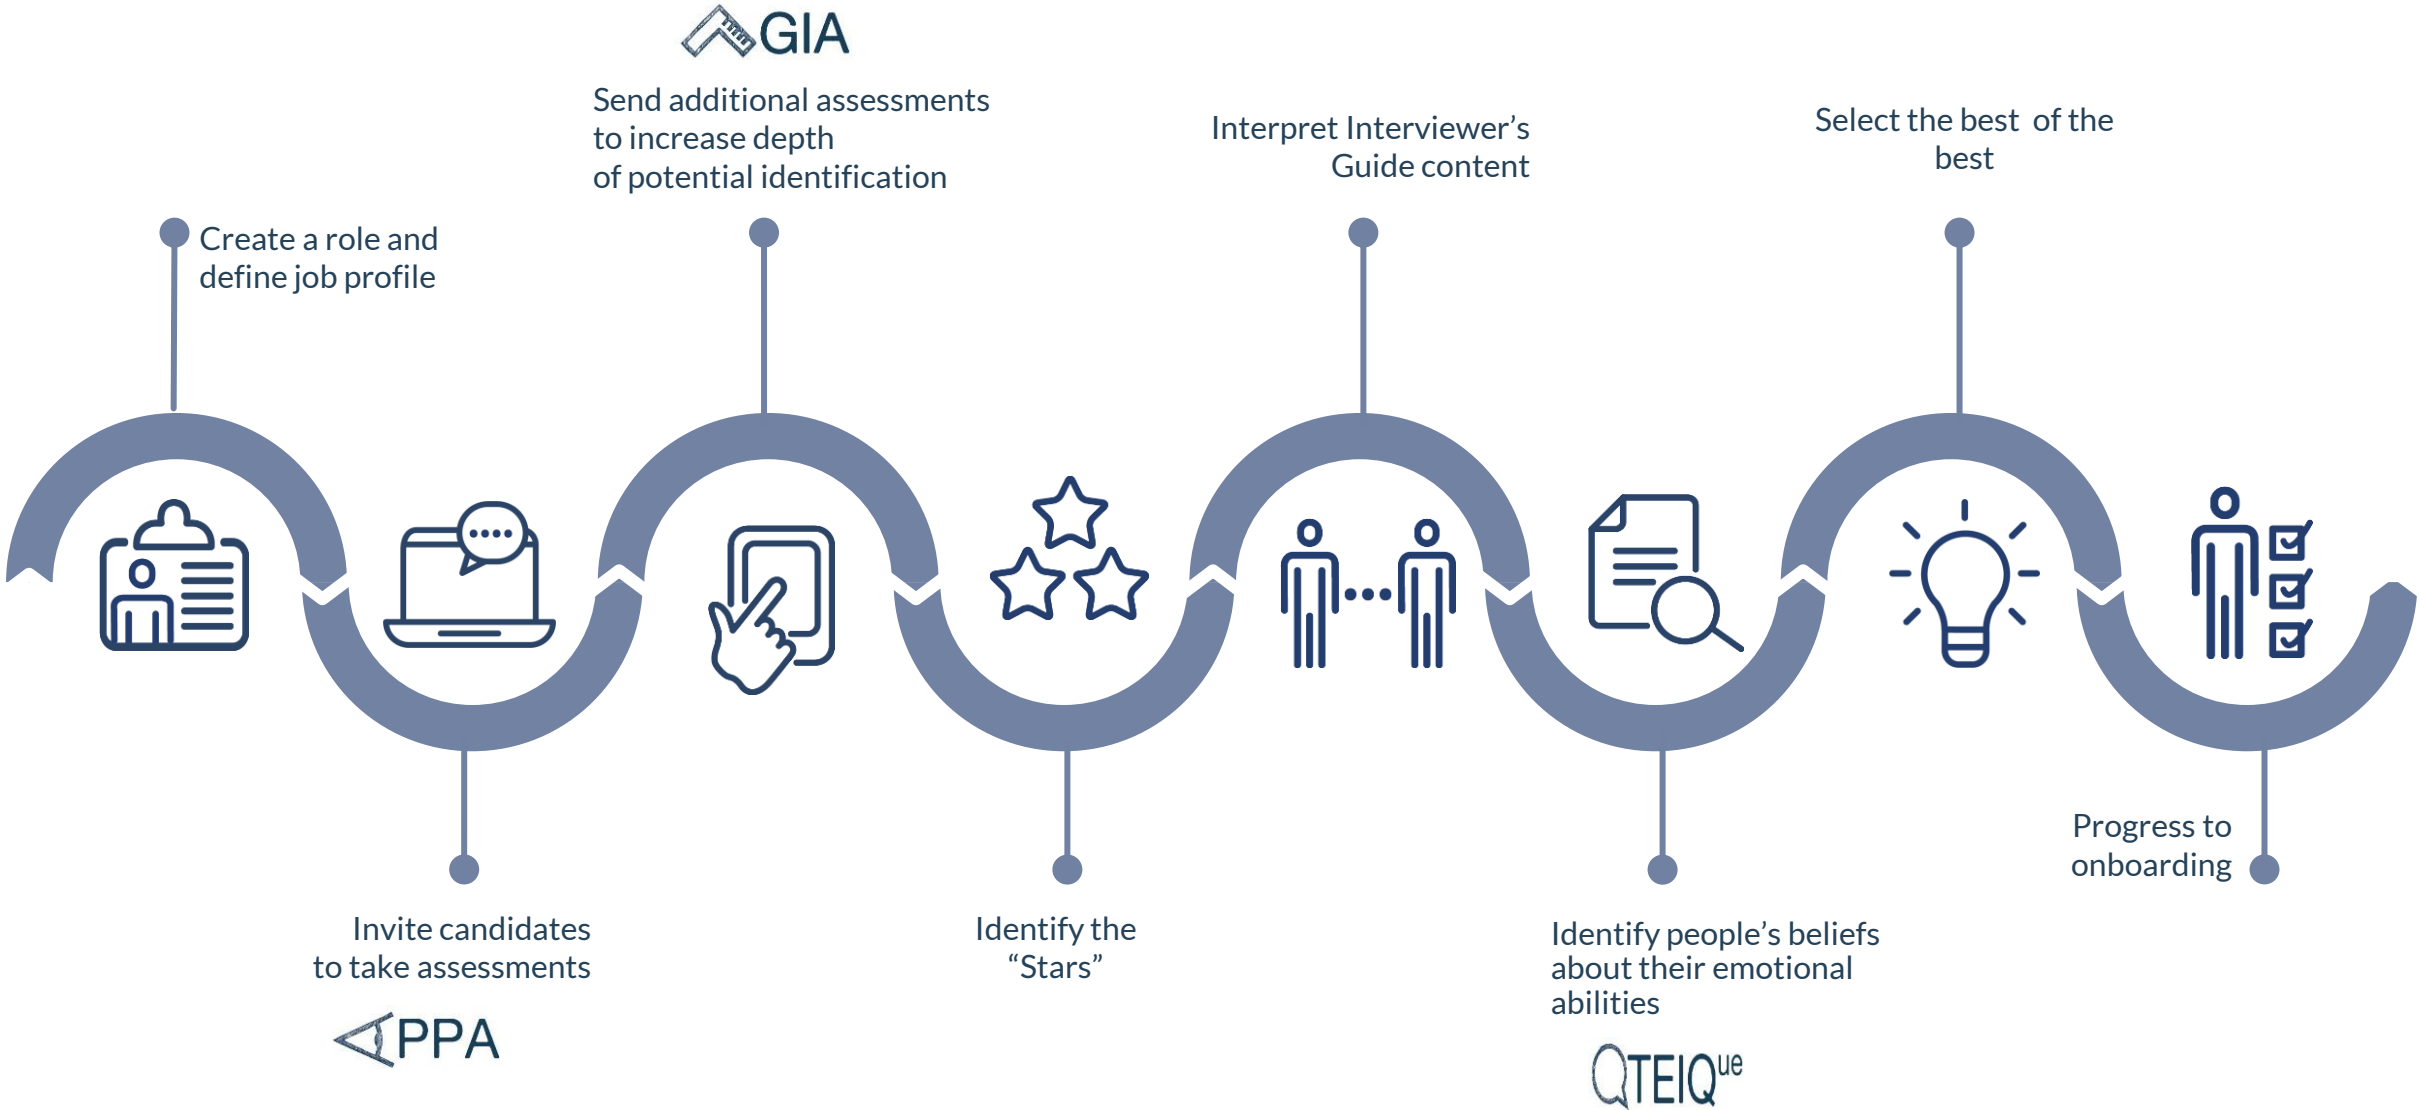 Create a role and
define job profile
Invite candidates
to take assessments
PPA
GIA
Send additional assessments
to increase depth
of potential identification
Identify the
“Stars”
Interpret Interviewer’s
Guide content
Identify people’s beliefs
about their emotional
abilities
TEIQue
Select the best  of the
best
Progress to
onboarding